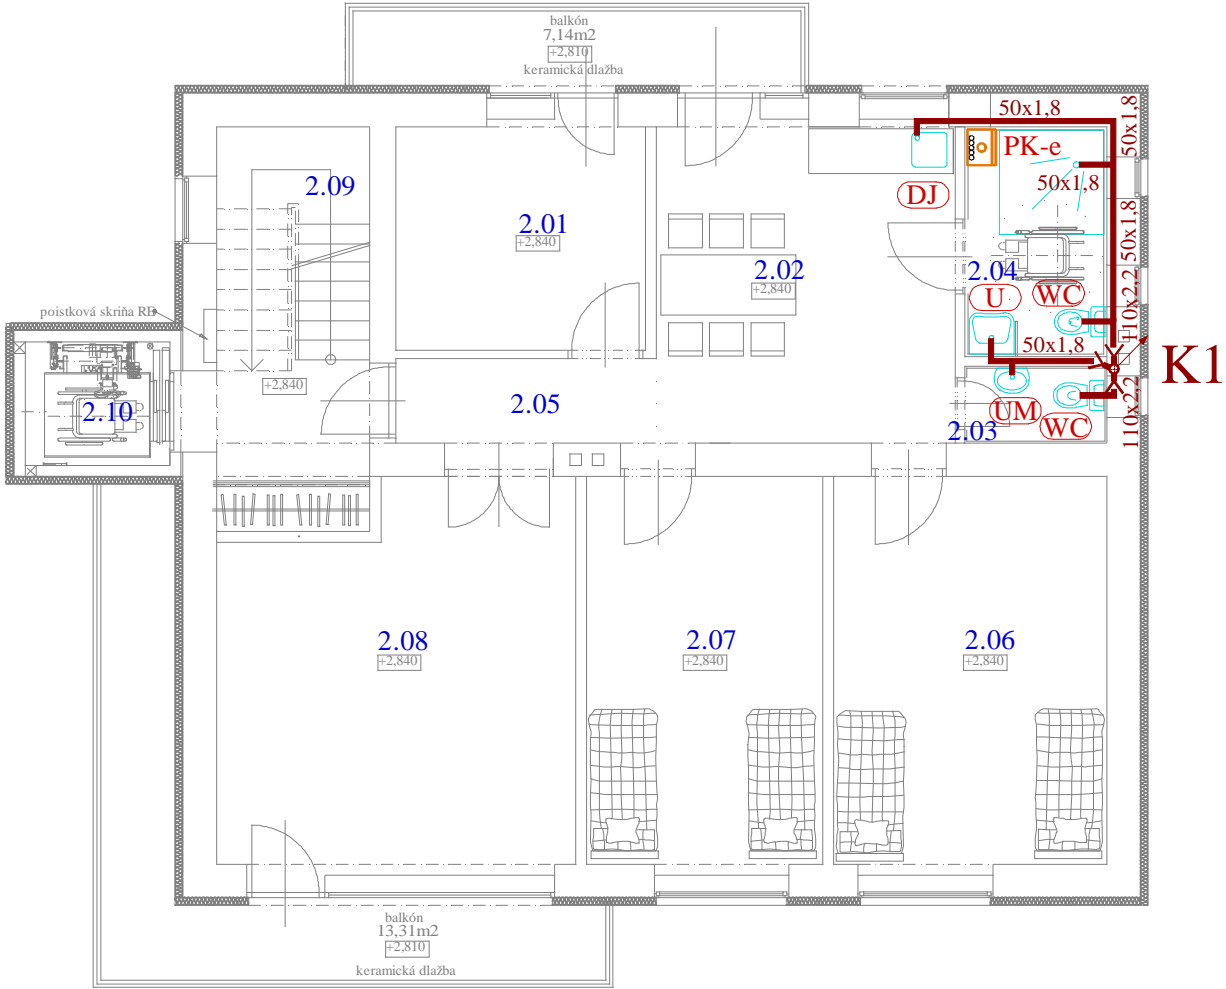 balkón
7,14m2
+2,810
keramická dlažba
50x1,8
50x1,8
PK-e
50x1,8
DJ
2.09
2.01
+2,840
50x1,8
2.02
+2,840
2.04
U
WC
110x2,2
poistková skriňa RE
50x1,8
K1
+2,840
2.10
2.05
UM
WC
2.03
110x2,2
2.08
+2,840
2.07
+2,840
2.06
+2,840
balkón
13,31m2
+2,810
keramická dlažba